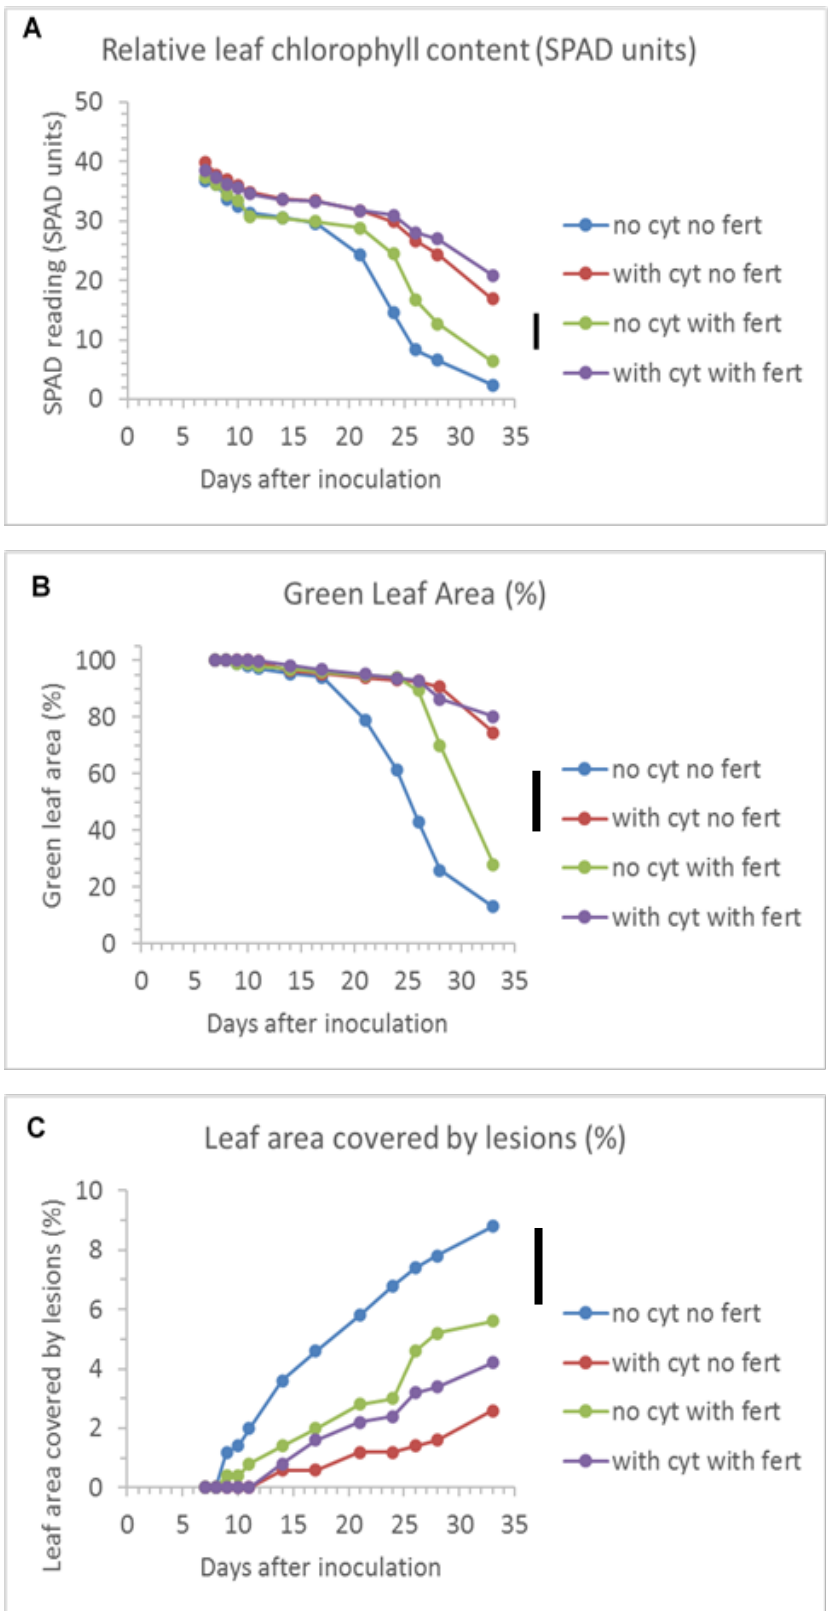 A
Relative leaf chlorophyll content (SPAD units)
SPAD reading (SPAD units)
50
40
30
20
10
0
0 5 10 15 20 25 30 35
Days after inoculation
no cyt no fert
with cyt no fert
no cyt with fert
with cyt with fert
B
Green Leaf Area (%)
Green leaf area (%)
100
80
60
40
20
0
0 5 10 15 20 25 30 35
Days after inoculation
no cyt no fert
with cyt no fert
no cyt with fert
with cyt with fert
C
Leaf area covered by lesions (%)
Leaf area covered by lesions (%)
10
8
6
4
2
0
0 5 10 15 20 25 30 35
Days after inoculation
no cyt no fert
with cyt no fert
no cyt with fert
with cyt with fert